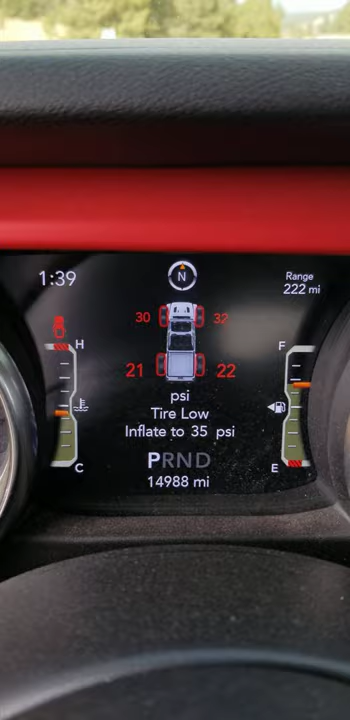 1:39
N
Range
222 mi
30
32
H
F
21
22
psi
Tire Low
Inflate to 35 psi
C
PRND
E
14988 mi